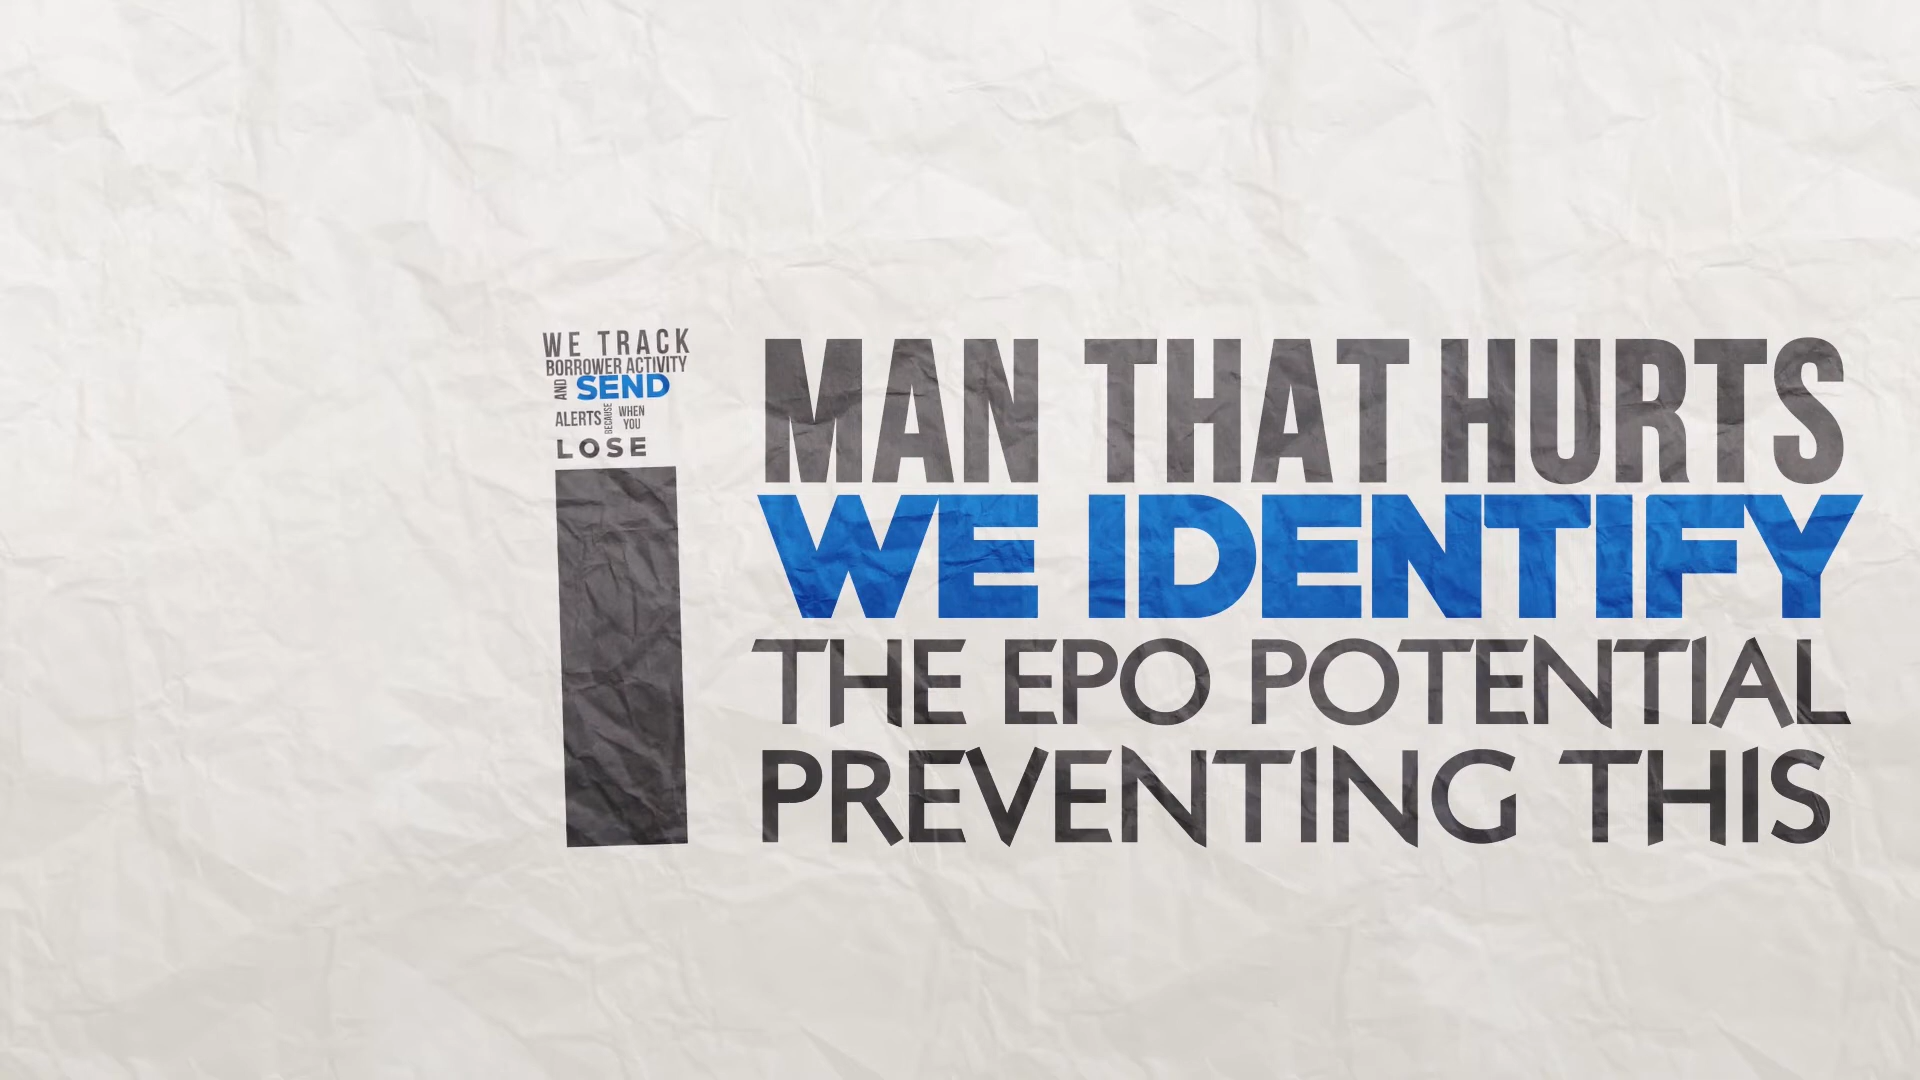 WE TRACK
BORROWER ACTIVITY
AND SEND
ALERTS BECAUSE WHEN
YOU
LOSE
MAN THAT HURTS
WE IDENTIFY
THE EPO POTENTIAL
PREVENTING THIS